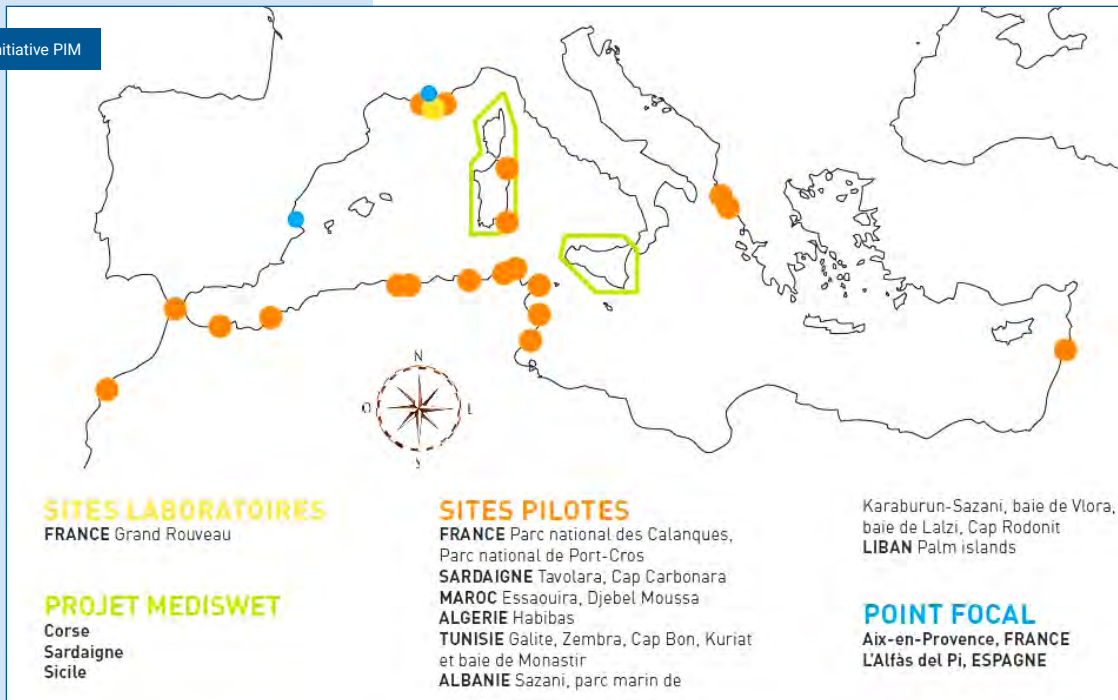 nitiative PIM
N
O
L
S
SITES LABORATOIRES
FRANCE Grand Rouveau
PROJET MEDISWET
Corse
Sardaigne
Sicile
SITES PILOTES
FRANCE Parc national des Calanques,
Parc national de Port-Cros
SARDAIGNE Tavolara, Cap Carbonara
MAROC Essaouira, Djebel Moussa
ALGERIE Habibas
TUNISIE Galite, Zembra, Cap Bon, Kuriat
et baie de Monastir
ALBANIE Sazani, parc marin de
Karaburun-Sazani, baie de Vlora,
baie de Lalzi, Cap Rodonit
LIBAN Palm islands
POINT FOCAL
Aix-en-Provence, FRANCE
L'Alfàs del Pi, ESPAGNE